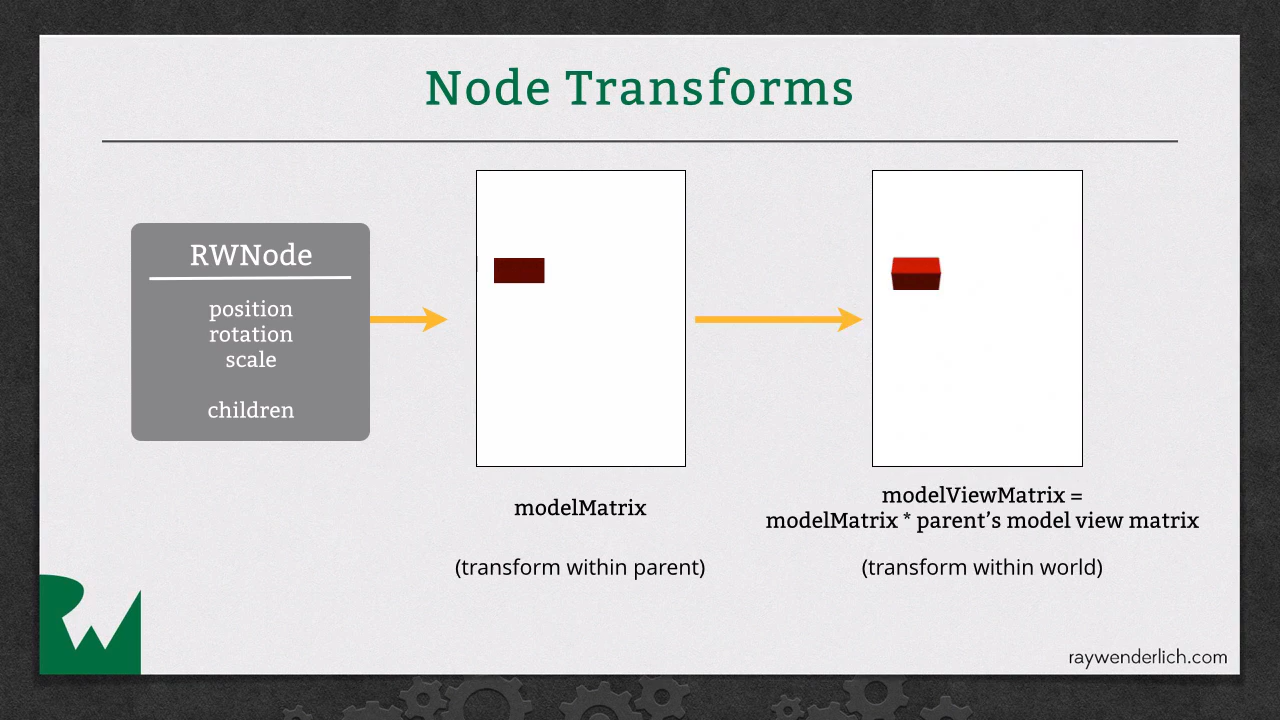 Node Transforms
RWNode
position
rotation
scale
children
modelMatrix
(transform within parent)
modelViewMatrix =
modelMatrix * parent’s model view matrix
(transform within world)
RW
raywenderlich.com